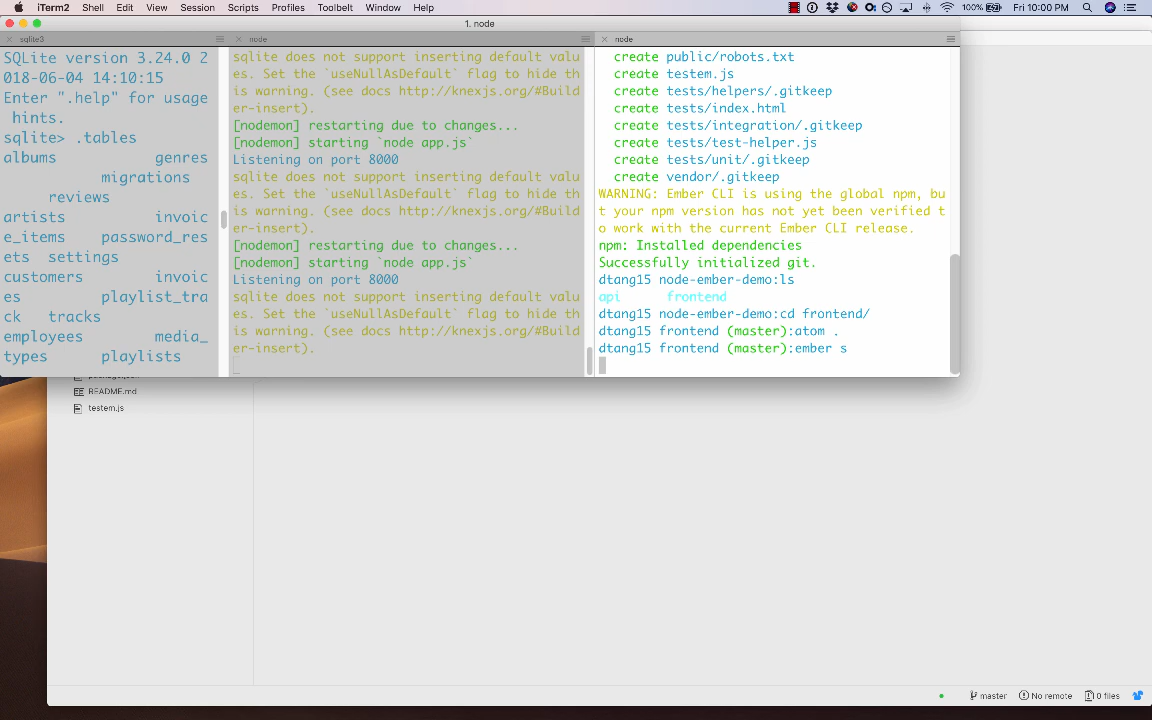 iTerm2 Shell Edit View Session Scripts Profiles Toolbelt Window Help 100% Fri 10:00 PM
1. node
sqlite3
SQLite version 3.24.0 2
018-06-04 14:10:15
Enter ".help" for usage
 hints.
sqlite> .tables
albums genres
migrations
reviews
artists invoic
e_items password_res
ets settings
customers invoic
es playlist_tra
ck tracks
employees media_
types playlists
node
sqlite does not support inserting default valu
es. Set the `useNullAsDefault` flag to hide th
is warning. (see docs http://knexjs.org/#Build
er-insert).
[nodemon] restarting due to changes...
[nodemon] starting `node app.js`
Listening on port 8000
sqlite does not support inserting default valu
es. Set the `useNullAsDefault` flag to hide th
is warning. (see docs http://knexjs.org/#Build
er-insert).
[nodemon] restarting due to changes...
[nodemon] starting `node app.js`
Listening on port 8000
sqlite does not support inserting default valu
es. Set the `useNullAsDefault` flag to hide th
is warning. (see docs http://knexjs.org/#Build
er-insert).
node
create public/robots.txt
create testem.js
create tests/helpers/.gitkeep
create tests/index.html
create tests/integration/.gitkeep
create tests/test-helper.js
create tests/unit/.gitkeep
create vendor/.gitkeep
WARNING: Ember CLI is using the global npm, bu
t your npm version has not yet been verified t
o work with the current Ember CLI release.
npm: Installed dependencies
Successfully initialized git.
dtang15 node-ember-demo:ls
api frontend
dtang15 node-ember-demo:cd frontend/
dtang15 frontend (master):atom .
dtang15 frontend (master):ember s
README.md
testem.js
master No remote 0 files